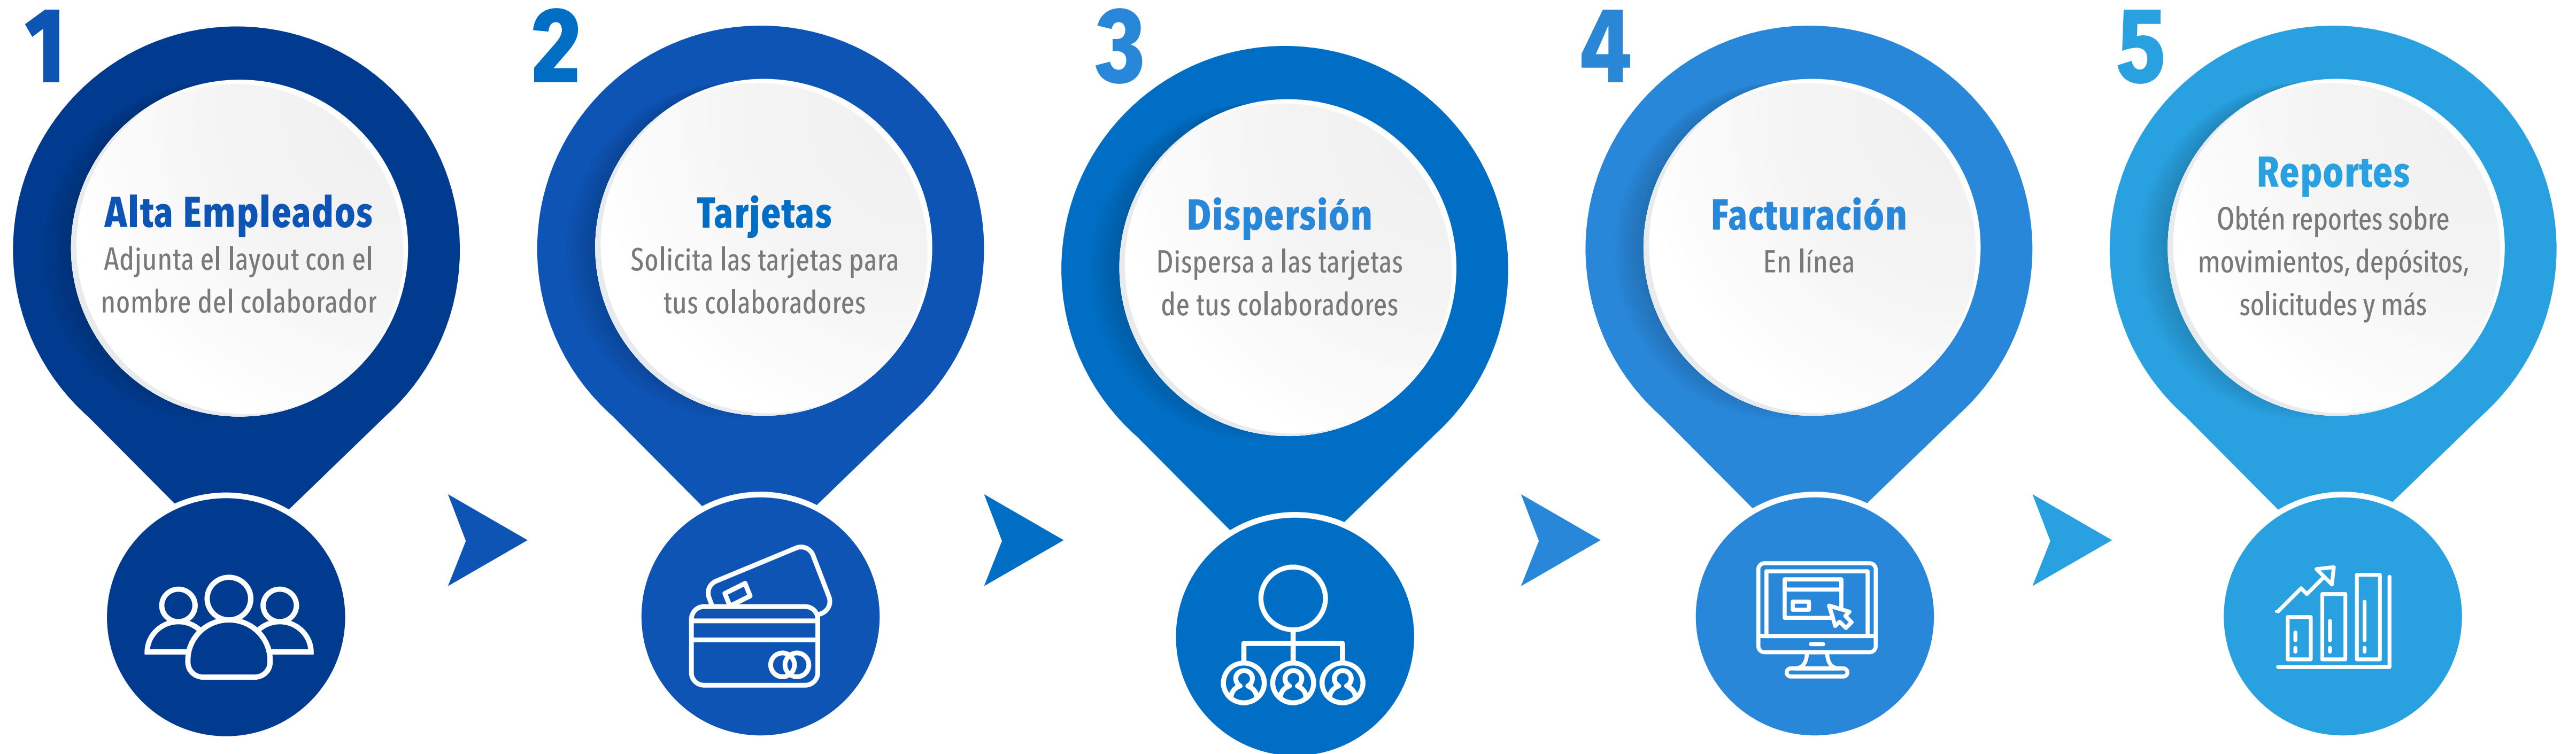 1
Alta Empleados
Adjunta el layout con el
nombre del colaborador
2
Tarjetas
Solicita las tarjetas para
tus colaboradores
3
Dispersión
Dispersa a las tarjetas
de tus colaboradores
4
Facturación
En línea
5
Reportes
Obtén reportes sobre
movimientos, depósitos,
solicitudes y más